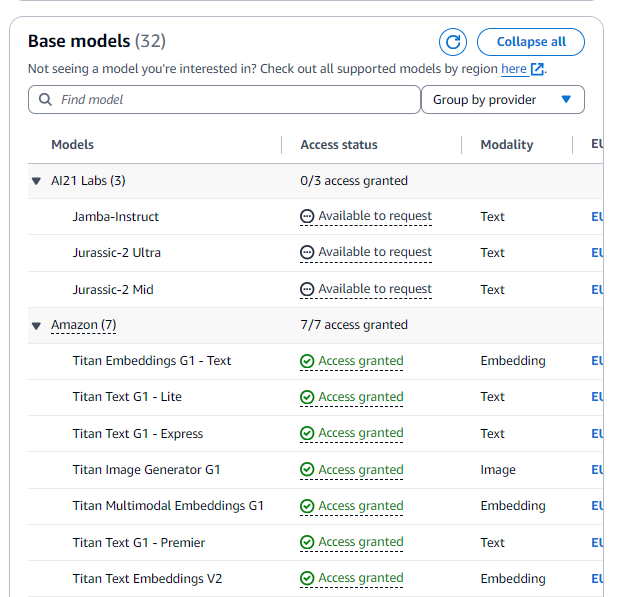 Base models (32)
Collapse all
Not seeing a model you're interested in? Check out all supported models by region here.
Find model
Group by provider
Models Access status Modality EU
AI21 Labs (3) 0/3 access granted
Jamba-Instruct Available to request Text EU
Jurassic-2 Ultra Available to request Text EU
Jurassic-2 Mid Available to request Text EU
Amazon (7) 7/7 access granted
Titan Embeddings G1 - Text Access granted Embedding EU
Titan Text G1 - Lite Access granted Text EU
Titan Text G1 - Express Access granted Text EU
Titan Image Generator G1 Access granted Image EU
Titan Multimodal Embeddings G1 Access granted Embedding EU
Titan Text G1 - Premier Access granted Text EU
Titan Text Embeddings V2 Access granted Embedding EU